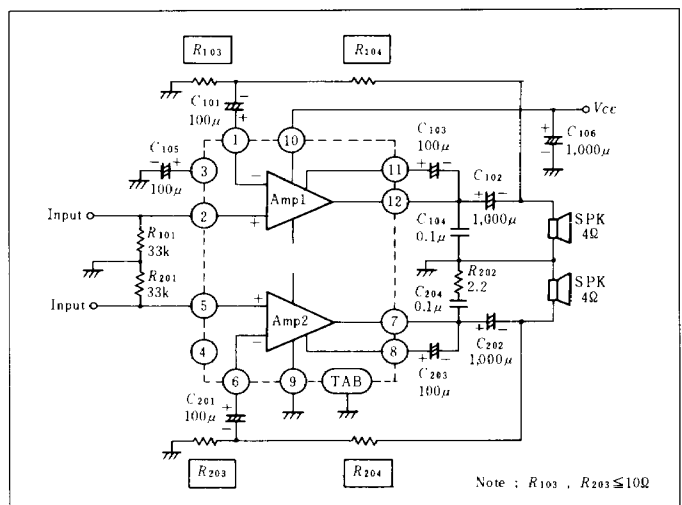 R103
R104
C101
100μ
− +
1
10
C103
100μ
+ −
VCC
C106
1,000μ
+ −
C105
− +
100μ
3
11
Amp1
− +
12
C102
+ −
1,000μ
Input
2
R101
33k
C104
0.1μ
SPK
4Ω
R201
33k
R202
2.2
C204
0.1μ
SPK
4Ω
Input
5
Amp2
+ −
7
C202
+ −
1,000μ
4
8
C203
+ −
100μ
6
9
TAB
C201
100μ
+ −
R203
R204
Note ; R103 , R203≦10Ω